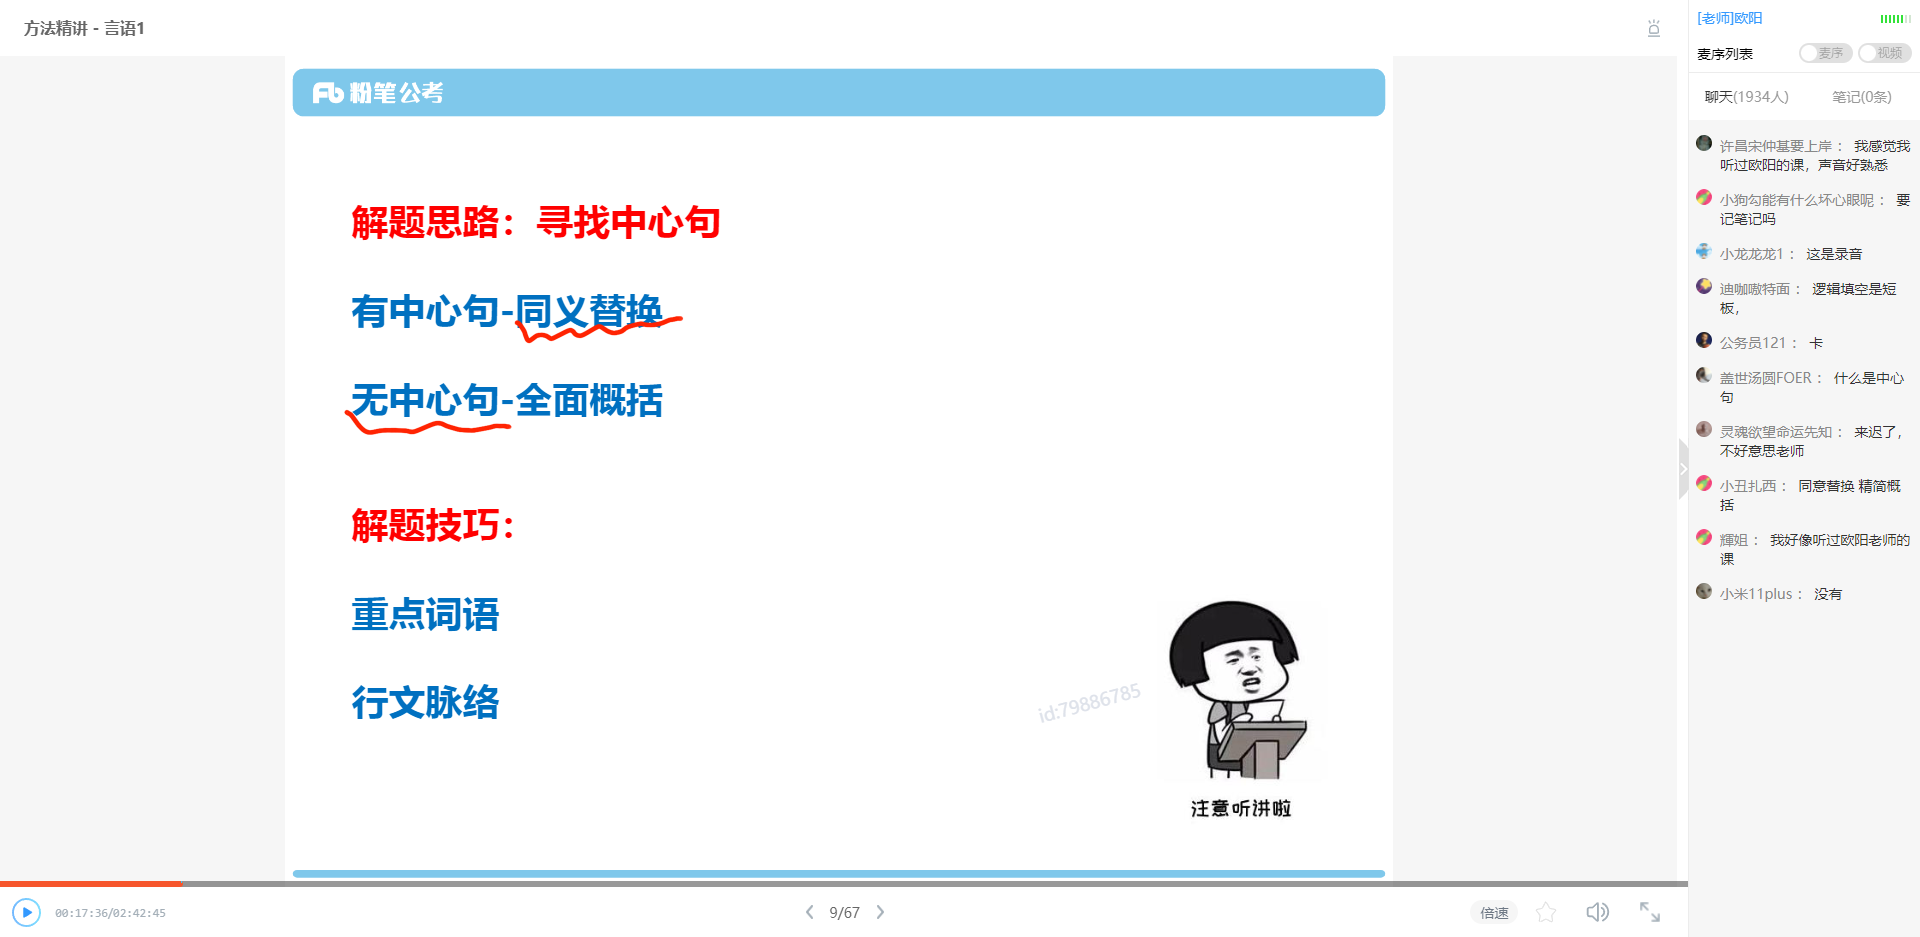 方法精讲 - 言语1
粉笔公考
解题思路：寻找中心句
有中心句-同义替换
无中心句-全面概括
解题技巧：
重点词语
行文脉络
id:79886785
注意听讲啦
00:17:36/02:42:45
9/67
倍速
[老师]欧阳
麦序列表
麦序
视频
聊天(1934人)
笔记(0条)
许昌宋仲基要上岸： 我感觉我
听过欧阳的课，声音好熟悉
小狗勾能有什么坏心眼呢： 要
记笔记吗
小龙龙龙1： 这是录音
迪咖嗷特面： 逻辑填空是短
板，
公务员121： 卡
盖世汤圆FOER： 什么是中心
句
灵魂欲望命运先知： 来迟了，
不好意思老师
小丑扎西： 同意替换 精简概
括
輝姐： 我好像听过欧阳老师的
课
小米11plus： 没有